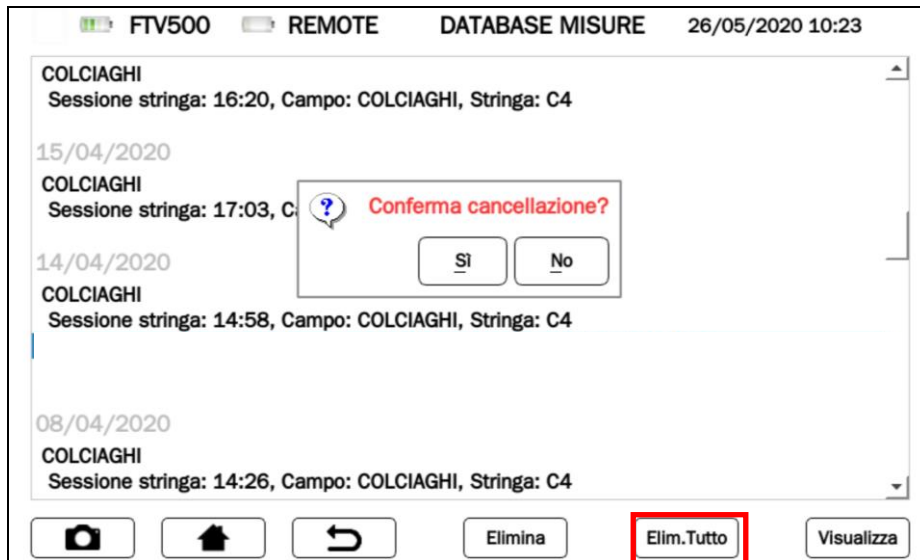 FTV500 REMOTE DATABASE MISURE 26/05/2020 10:23
COLCIAGHI
Sessione stringa: 16:20, Campo: COLCIAGHI, Stringa: C4
15/04/2020
COLCIAGHI
Sessione stringa: 17:03,
Conferma cancellazione?
Sì No
14/04/2020
COLCIAGHI
Sessione stringa: 14:58, Campo: COLCIAGHI, Stringa: C4
08/04/2020
COLCIAGHI
Sessione stringa: 14:26, Campo: COLCIAGHI, Stringa: C4
Elimina Elim.Tutto Visualizza